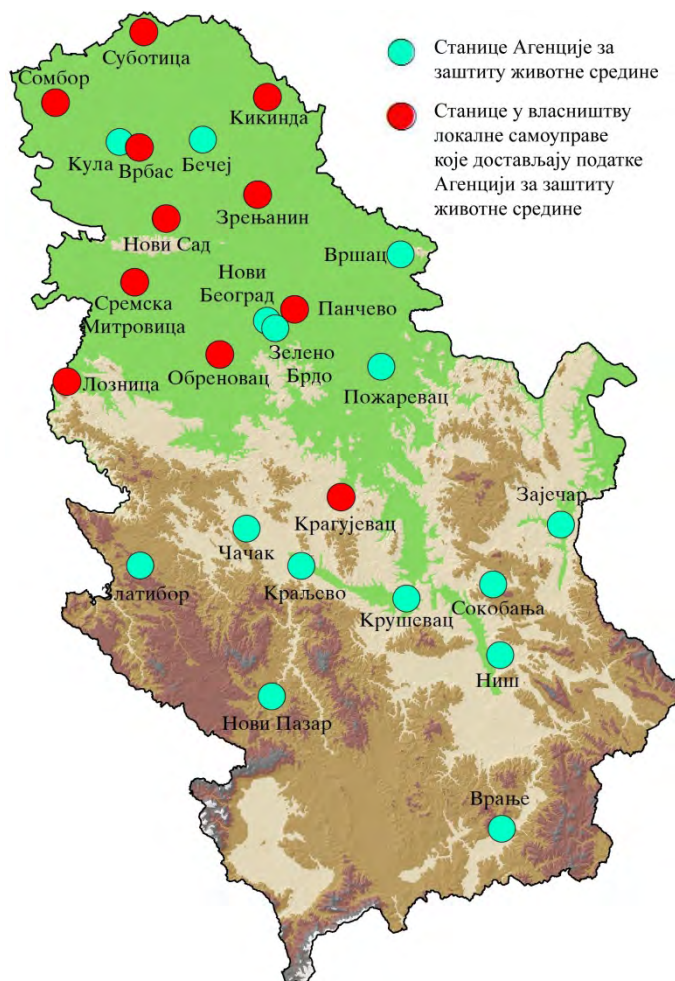 Суботица
Сомбор
Кикинда
Кула
Врбас
Бечеј
Зрењанин
Нови Сад
Вршац
Нови
Београд
Сремска
Митровица
Панчево
Зелено
Брдо
Обреновац
Лозница
Пожаревац
Крагујевац
Зајечар
Чачак
Златибор
Краљево
Крушевац
Сокобања
Ниш
Нови Пазар
Врање
Станице Агенције за
заштиту животне средине
Станице у власништву
локалне самоуправе
које достављају податке
Агенцији за заштиту
животне средине